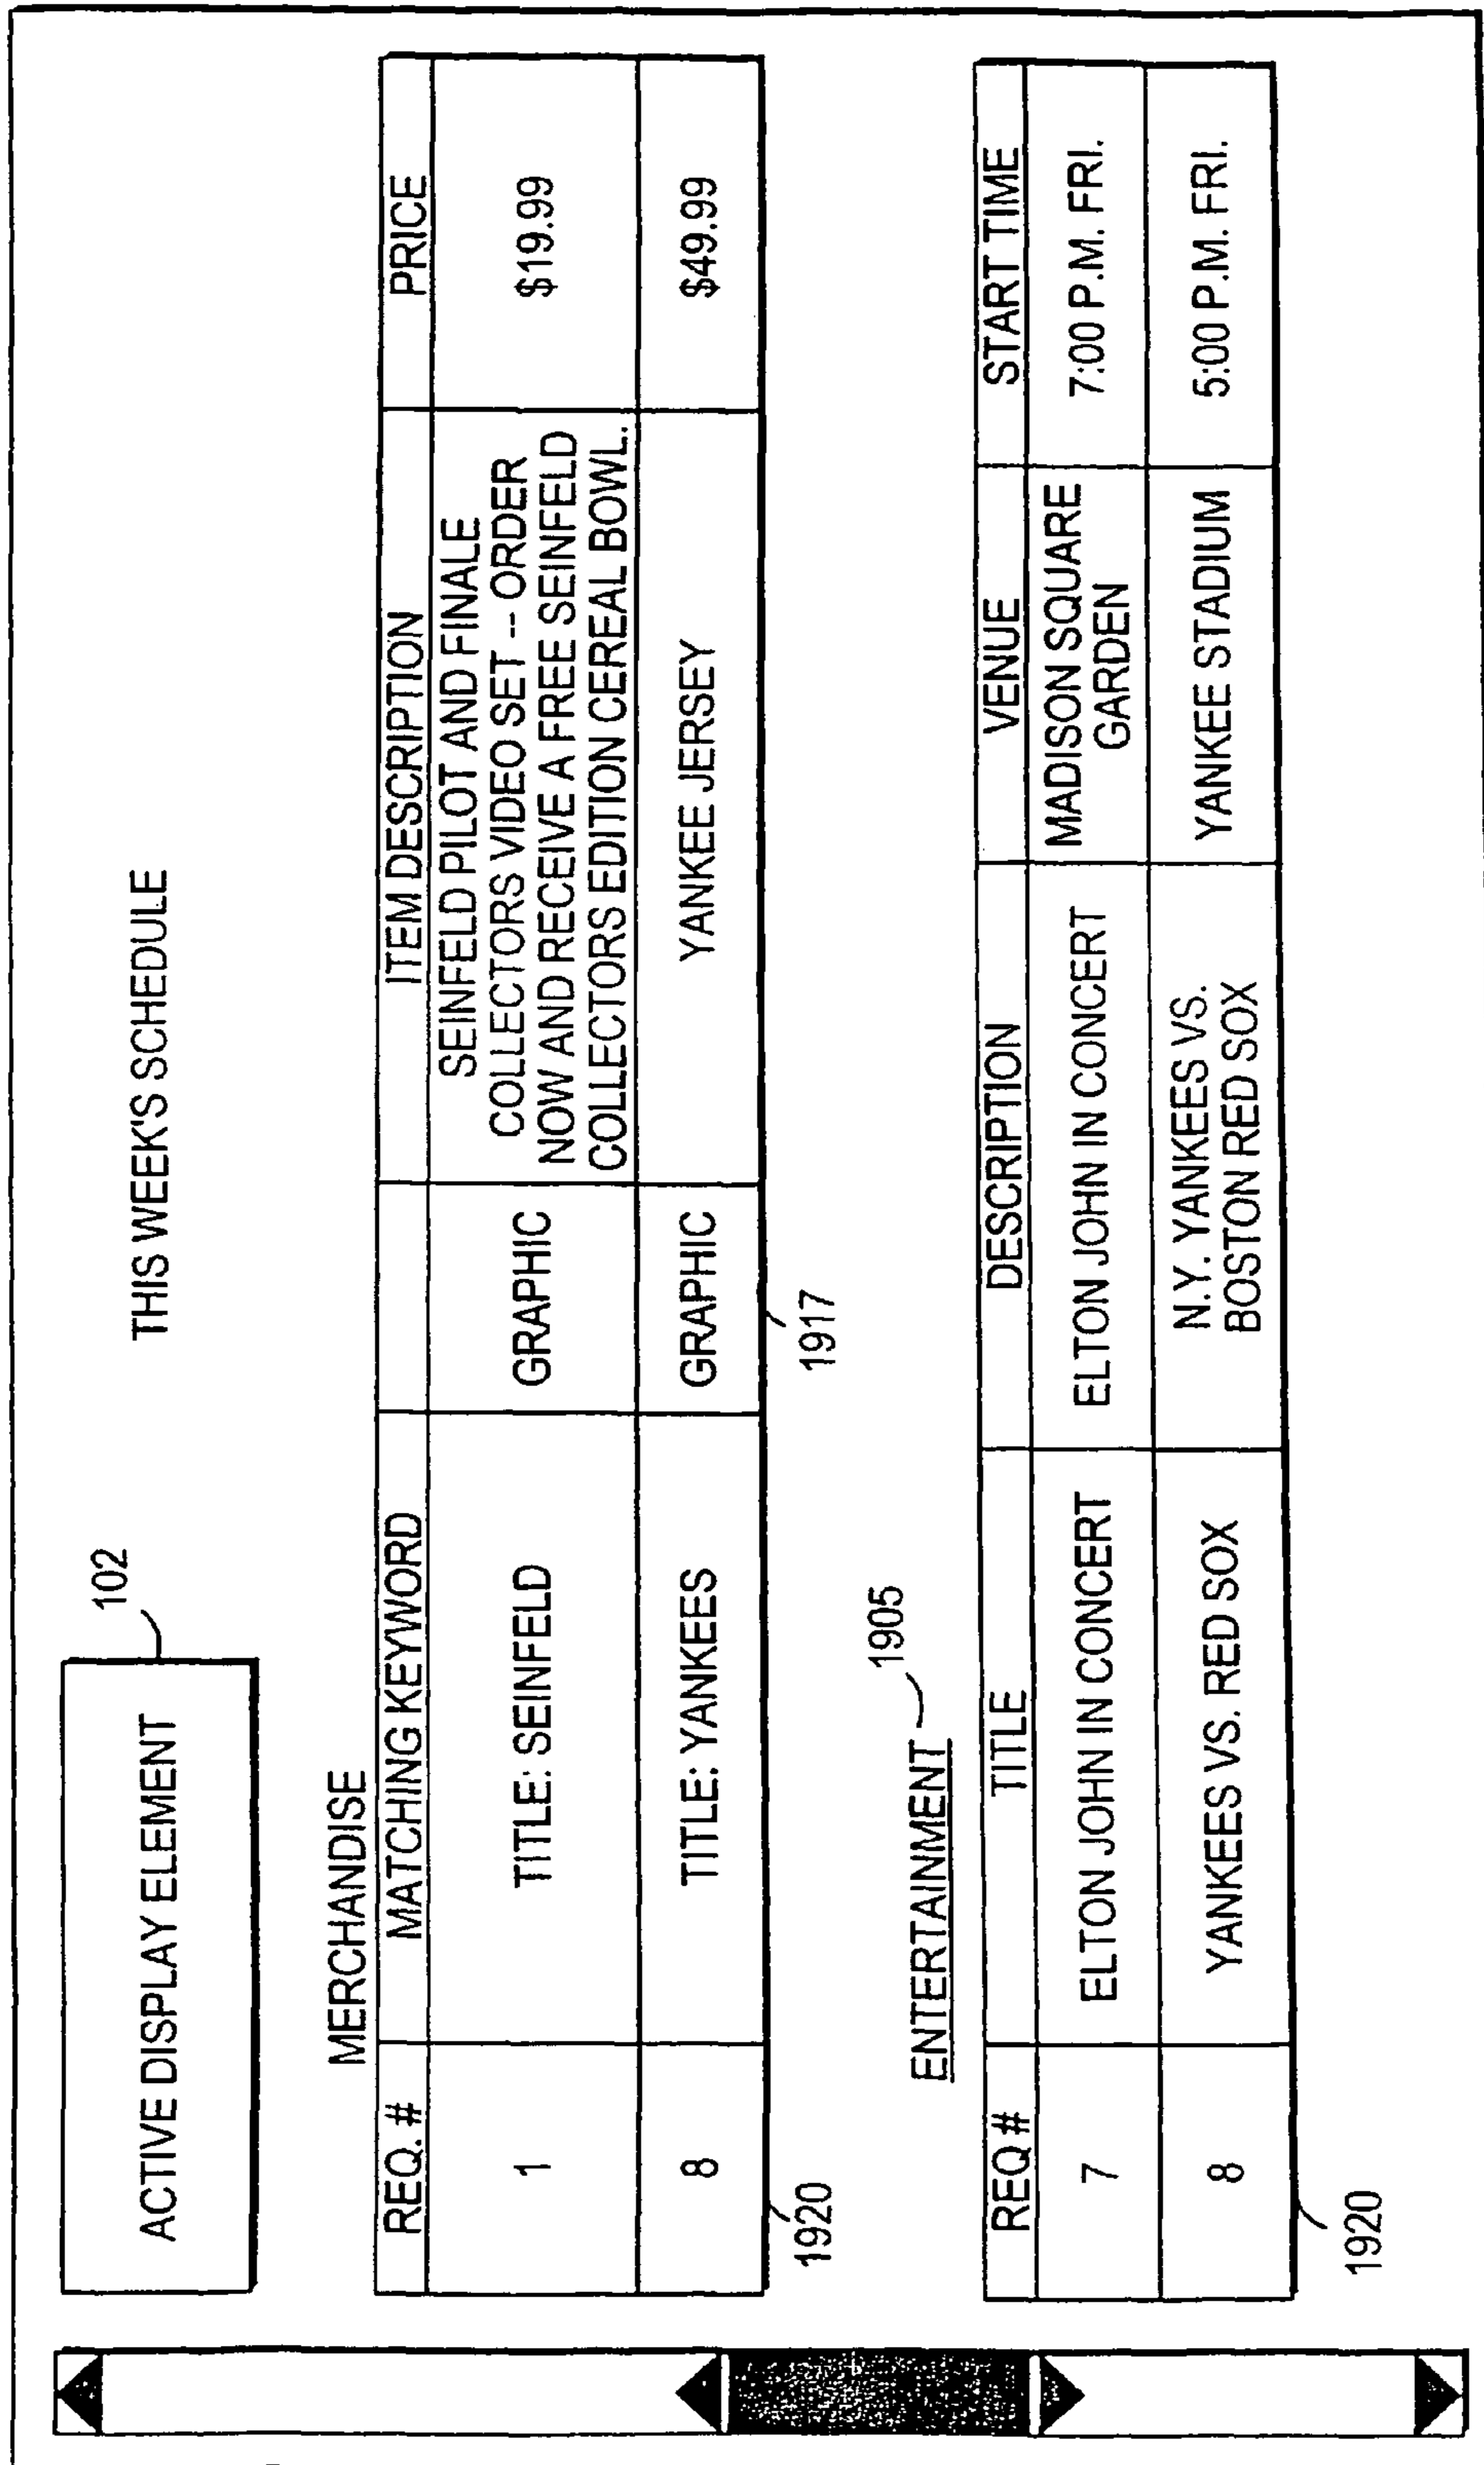 THIS WEEK'S SCHEDULE
ACTIVE DISPLAY ELEMENT
102
MERCHANDISE
REQ. # MATCHING KEYWORD ITEM DESCRIPTION PRICE
1 TITLE: SEINFELD GRAPHIC SEINFELD PILOT AND FINALE
COLLECTORS VIDEO SET -- ORDER
NOW AND RECEIVE A FREE SEINFELD
COLLECTORS EDITION CEREAL BOWL.
$19.99
8 TITLE: YANKEES GRAPHIC YANKEE JERSEY $49.99
1920
1917
ENTERTAINMENT
1905
REQ # TITLE DESCRIPTION VENUE START TIME
7 ELTON JOHN IN CONCERT ELTON JOHN IN CONCERT MADISON SQUARE
GARDEN
7:00 P.M. FRI.
8 YANKEES VS. RED SOX N.Y. YANKEES VS.
BOSTON RED SOX
YANKEE STADIUM 5:00 P.M. FRI.
1920